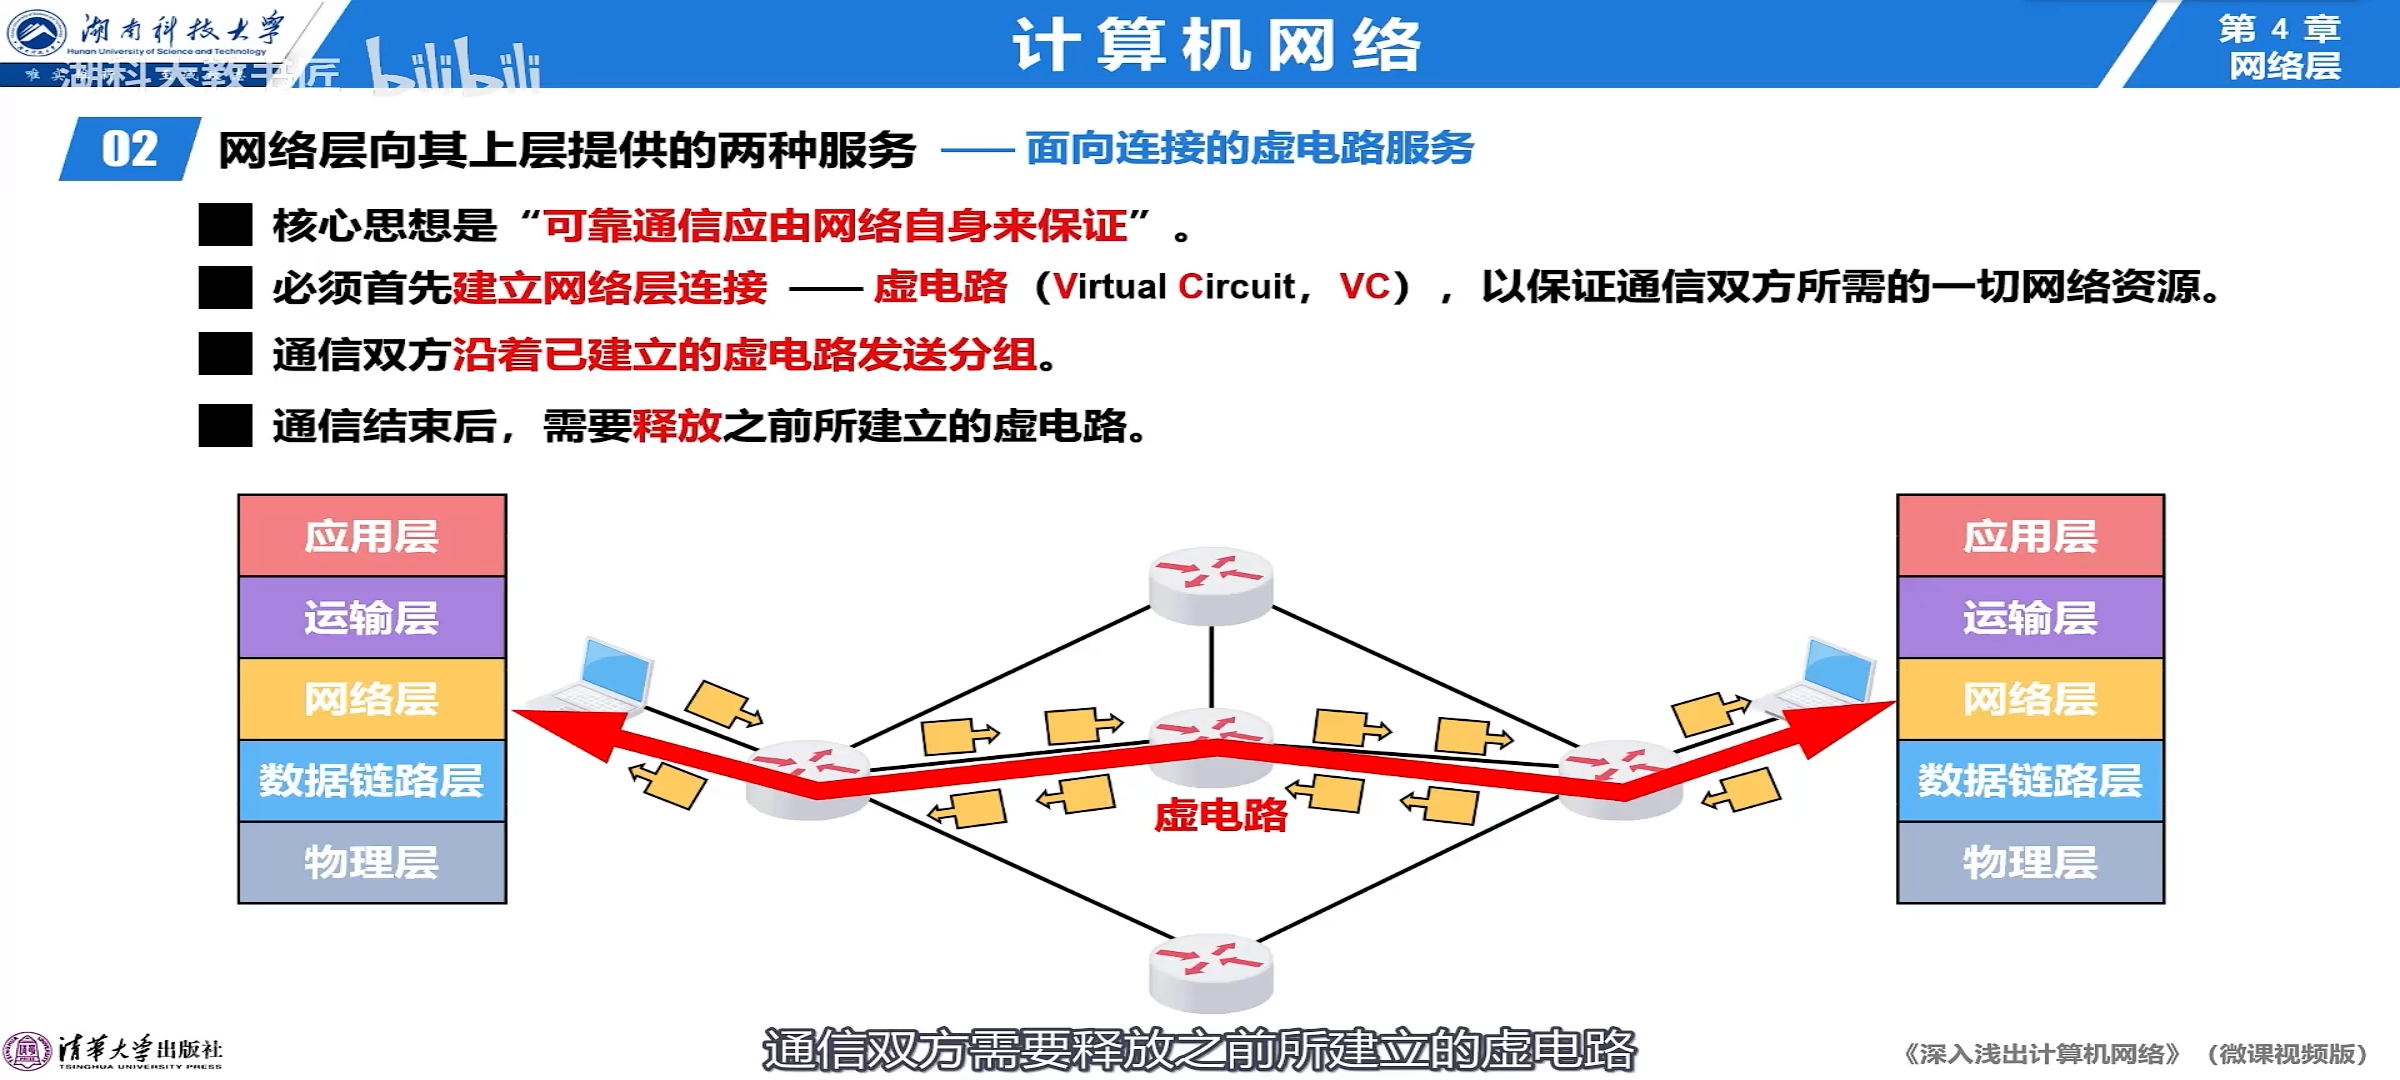 湖南科技大学
Hunan University of Science and Technology
湖科大教书匠 bilibili
计算机网络
第 4 章
网络层
02 网络层向其上层提供的两种服务 —— 面向连接的虚电路服务
核心思想是“可靠通信应由网络自身来保证”。
必须首先建立网络层连接 —— 虚电路（Virtual Circuit，VC），以保证通信双方所需的一切网络资源。
通信双方沿着已建立的虚电路发送分组。
通信结束后，需要释放之前所建立的虚电路。
应用层
运输层
网络层
数据链路层
物理层
虚电路
应用层
运输层
网络层
数据链路层
物理层
通信双方需要释放之前所建立的虚电路
清华大学出版社
TSINGHUA UNIVERSITY PRESS
《深入浅出计算机网络》（微课视频版）